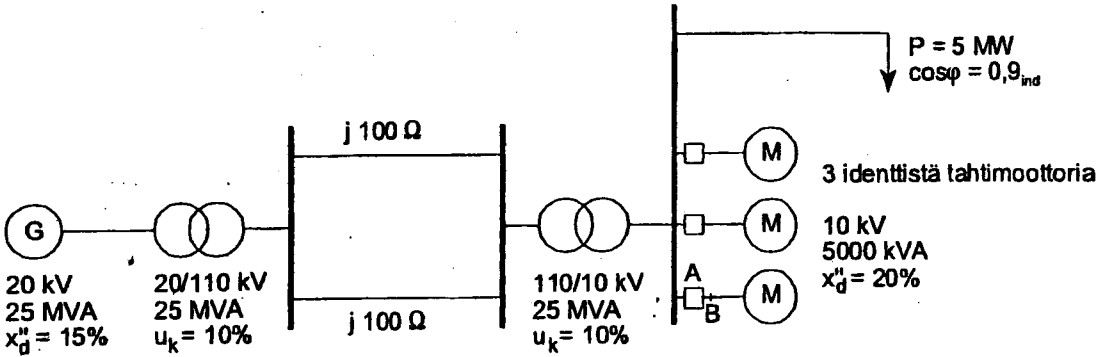 P = 5 MW
cosφ = 0,9ind
j 100 Ω
M
3 identtistä tahtimoottoria
G
M
10 kV
5000 kVA
x"d = 20%
A
M
B
20 kV
25 MVA
x"d = 15%
20/110 kV
25 MVA
uk = 10%
j 100 Ω
110/10 kV
25 MVA
uk = 10%